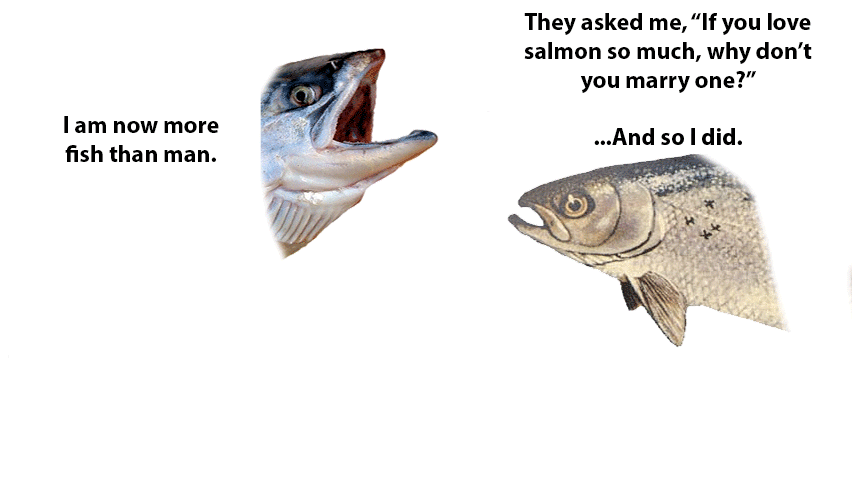 They asked me, “If you love
salmon so much, why don’t
you marry one?”
...And so I did.
I am now more
fish than man.